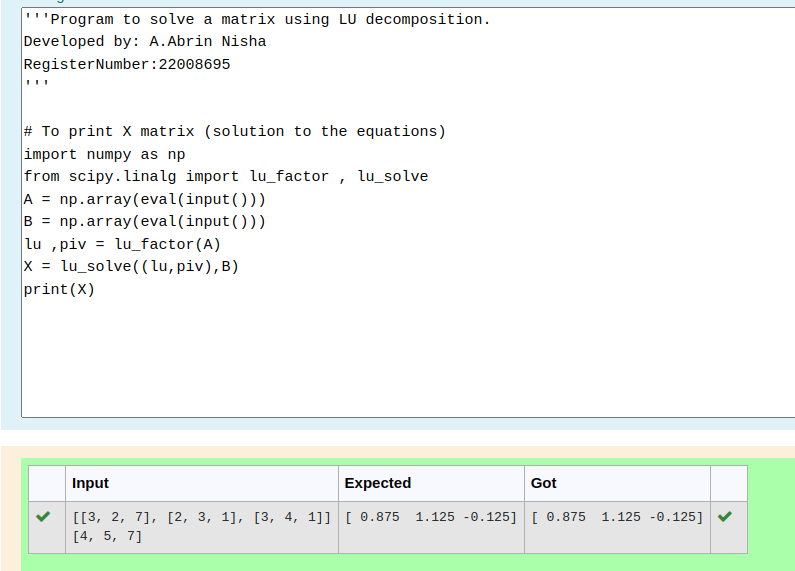 '''Program to solve a matrix using LU decomposition.
Developed by: A.Abrin Nisha
RegisterNumber:22008695
'''
# To print X matrix (solution to the equations)
import numpy as np
from scipy.linalg import lu_factor , lu_solve
A = np.array(eval(input()))
B = np.array(eval(input()))
lu ,piv = lu_factor(A)
X = lu_solve((lu,piv),B)
print(X)
Input Expected Got
[[3, 2, 7], [2, 3, 1], [3, 4, 1]] [ 0.875  1.125 -0.125] [ 0.875  1.125 -0.125]
[4, 5, 7]